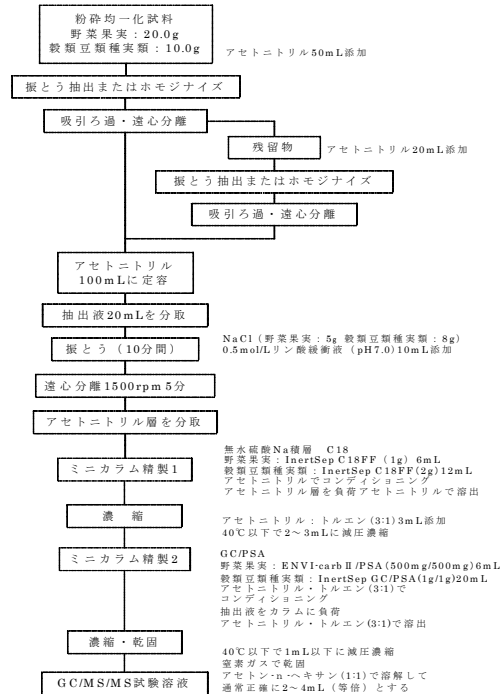 粉砕均一化試料
野菜果実:20.0g
穀類豆類種実類:10.0g
アセトニトリル50mL添加
振とう抽出またはホモジナイズ
吸引ろ過・遠心分離
残留物
アセトニトリル20mL添加
振とう抽出またはホモジナイズ
吸引ろ過・遠心分離
アセトニトリル
100mLに定容
抽出液20mLを分取
振とう(10分間)
NaCl(野菜果実:5g 穀類豆類種実類:8g)
0.5mol/Lリン酸緩衝液(pH7.0)10mL添加
遠心分離1500rpm5分
アセトニトリル層を分取
ミニカラム精製1
無水硫酸Na積層 C18
野菜果実:InertSep C18FF(1g) 6mL
穀類豆類種実類:InertSep C18FF(2g)12mL
アセトニトリルでコンディショニング
アセトニトリル層を負荷アセトニトリルで溶出
濃縮
アセトニトリル:トルエン(3:1)3mL添加
40℃以下で2~3mLに減圧濃縮
ミニカラム精製2
GC/PSA
野菜果実:ENVI-carbⅡ/PSA(500mg/500mg)6mL
穀類豆類種実類:InertSep GC/PSA(1g/1g)20mL
アセトニトリル・トルエン(3:1)で
コンディショニング
抽出液をカラムに負荷
アセトニトリル・トルエン(3:1)で溶出
濃縮・乾固
40℃以下で1mL以下に減圧濃縮
窒素ガスで乾固
アセトン-n-ヘキサン(1:1)で溶解して
通常正確に2~4mL(等倍)とする
GC/MS/MS試験溶液